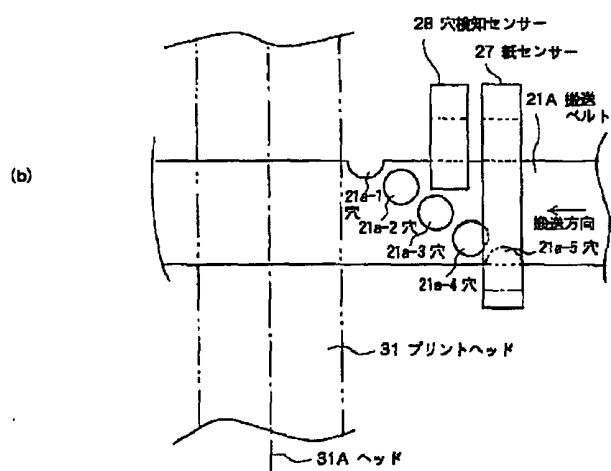 28 穴検知センサー
27 紙センサー
21A 搬送
ベルト
(b)
21a-1
穴
21a-2 穴
21a-3 穴
搬送方向
21a-5 穴
21a-4 穴
31 プリントヘッド
31A ヘッド